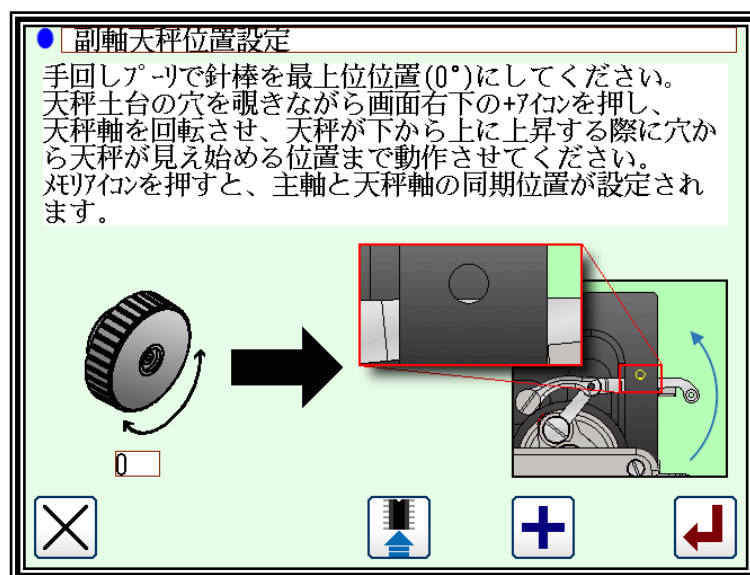 副軸天秤位置設定
手回しプーリで針棒を最上位位置(0°)にしてください。
天秤土台の穴を覗きながら画面右下の+アイコンを押し、
天秤軸を回転させ、天秤が下から上に上昇する際に穴か
ら天秤が見え始める位置まで動作させてください。
メモリアイコンを押すと、主軸と天秤軸の同期位置が設定され
ます。
0